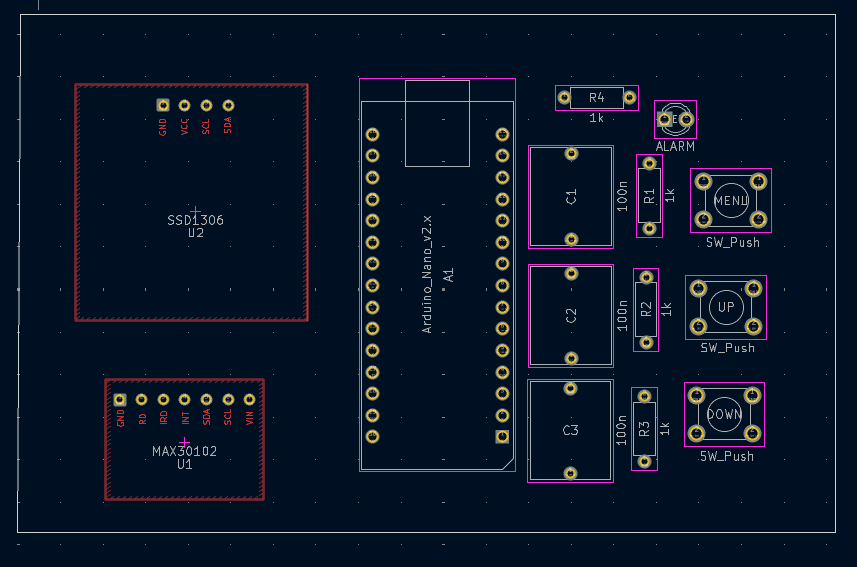 GND
VCC
SCL
SDA
SSD1306
U2
GND
RD
IRD
INT
SDA
SCL
VIN
MAX30102
U1
Arduino_Nano_v2.x
A1
R4
1k
ALARM
C1
100n
R1
1k
MENU
SW_Push
C2
100n
R2
1k
UP
SW_Push
C3
100n
R3
1k
DOWN
SW_Push